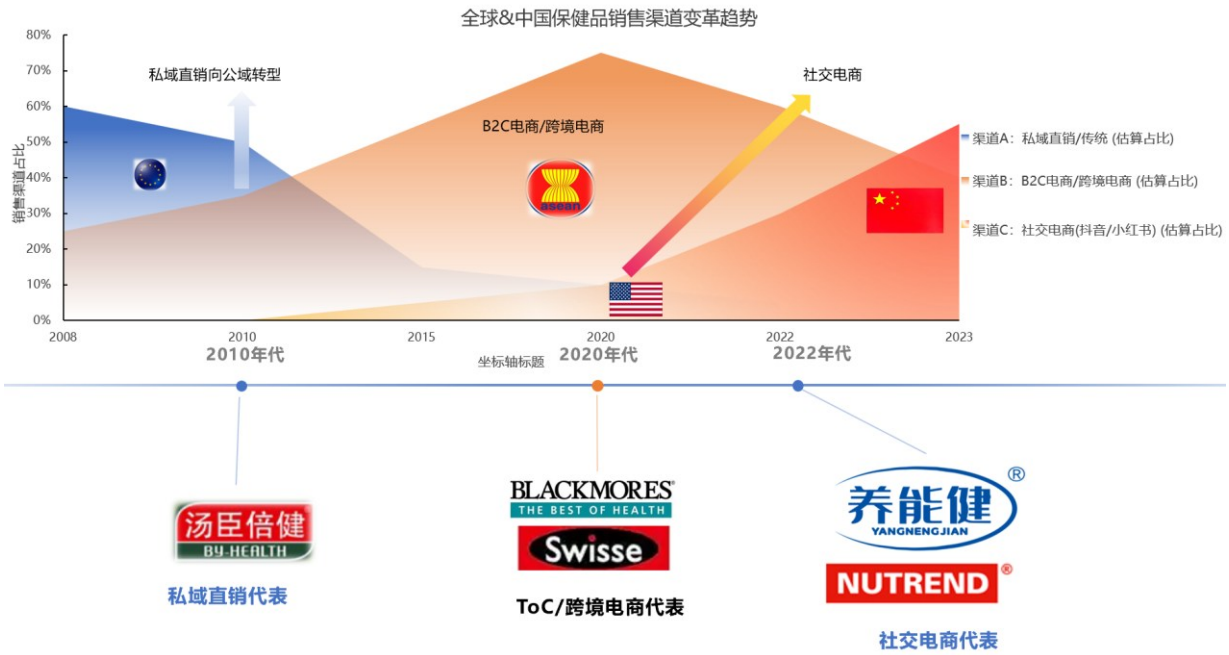 全球&中国保健品销售渠道变革趋势
80%
70%
60%
50%
40%
30%
20%
10%
0%
销售渠道占比
私域直销向公域转型
B2C电商/跨境电商
社交电商
asean
渠道A：私域直销/传统 (估算占比)
渠道B：B2C电商/跨境电商 (估算占比)
渠道C：社交电商(抖音/小红书) (估算占比)
2008
2010
2015
2020
2022
2023
2010年代
坐标轴标题
2020年代
2022年代
汤臣倍健
BY-HEALTH
私域直销代表
BLACKMORES®
THE BEST OF HEALTH
Swisse
ToC/跨境电商代表
养能健®
YANGNENGJIAN
NUTREND®
社交电商代表